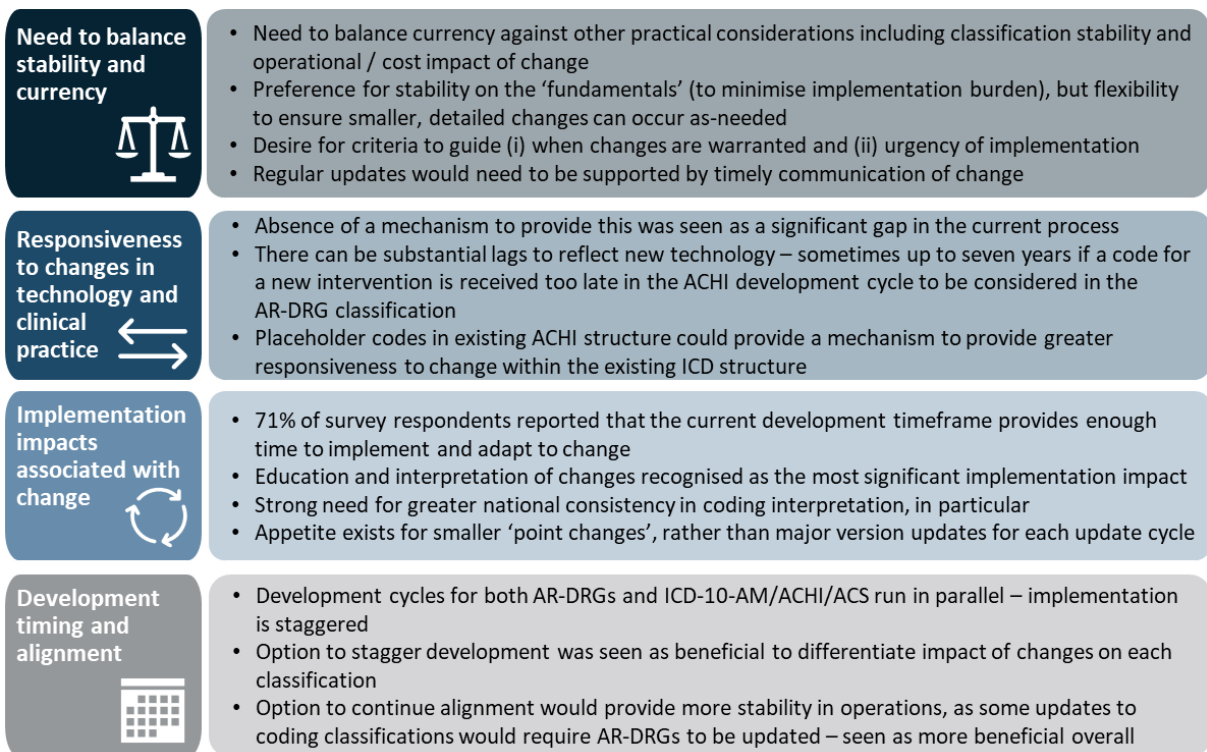 Need to balance
stability and
currency
• Need to balance currency against other practical considerations including classification stability and
operational / cost impact of change
• Preference for stability on the ‘fundamentals’ (to minimise implementation burden), but flexibility
to ensure smaller, detailed changes can occur as-needed
• Desire for criteria to guide (i) when changes are warranted and (ii) urgency of implementation
• Regular updates would need to be supported by timely communication of change
Responsiveness
to changes in
technology and
clinical
practice
• Absence of a mechanism to provide this was seen as a significant gap in the current process
• There can be substantial lags to reflect new technology – sometimes up to seven years if a code for
a new intervention is received too late in the ACHI development cycle to be considered in the
AR-DRG classification
• Placeholder codes in existing ACHI structure could provide a mechanism to provide greater
responsiveness to change within the existing ICD structure
Implementation
impacts
associated with
change
• 71% of survey respondents reported that the current development timeframe provides enough
time to implement and adapt to change
• Education and interpretation of changes recognised as the most significant implementation impact
• Strong need for greater national consistency in coding interpretation, in particular
• Appetite exists for smaller ‘point changes’, rather than major version updates for each update cycle
Development
timing and
alignment
• Development cycles for both AR-DRGs and ICD-10-AM/ACHI/ACS run in parallel – implementation
is staggered
• Option to stagger development was seen as beneficial to differentiate impact of changes on each
classification
• Option to continue alignment would provide more stability in operations, as some updates to
coding classifications would require AR-DRGs to be updated – seen as more beneficial overall